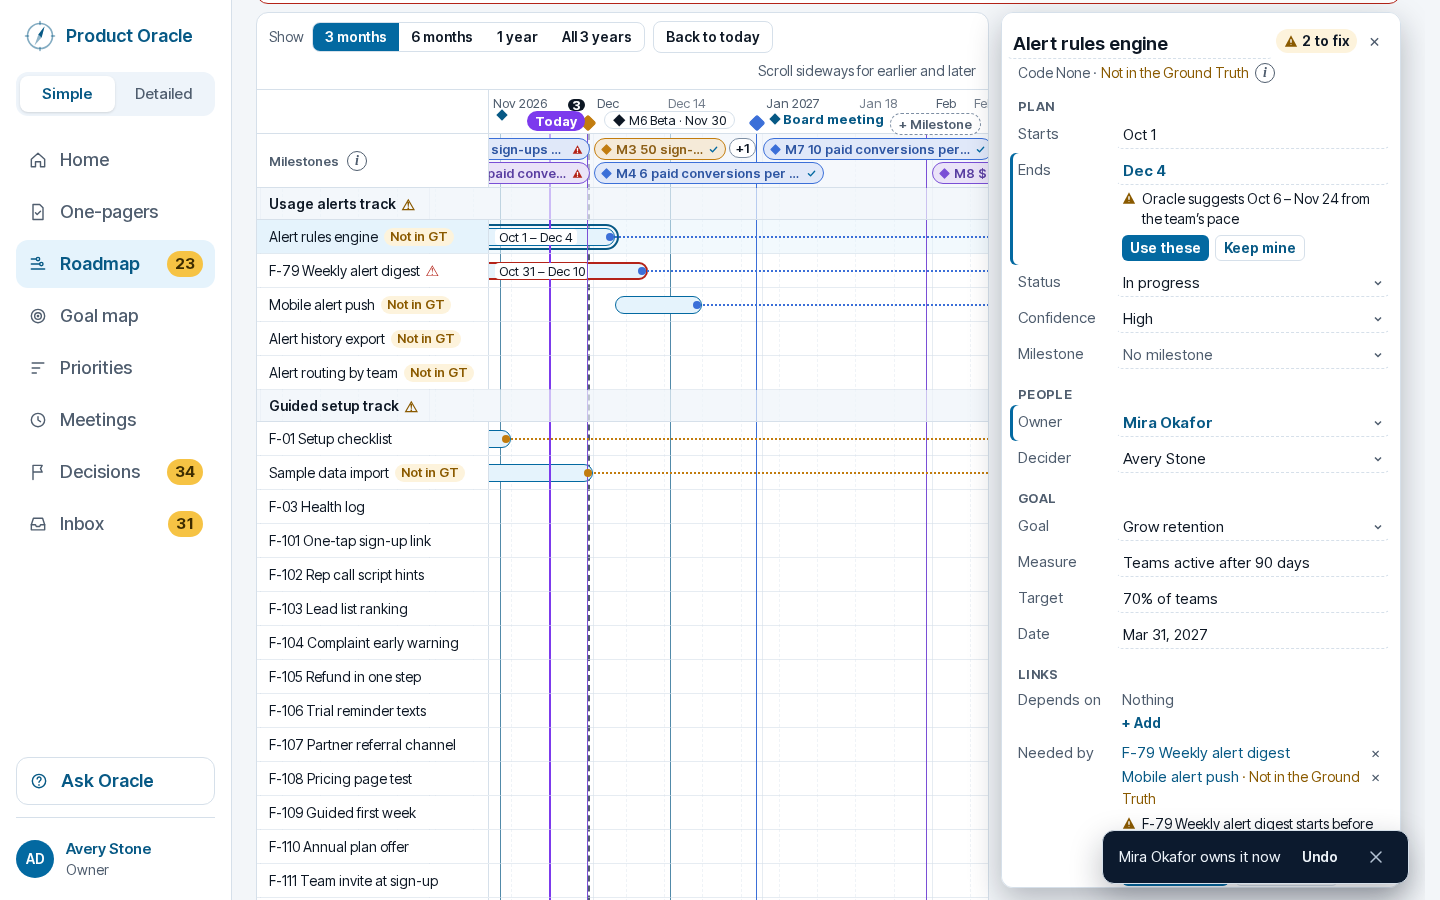 Product Oracle
Simple
Detailed
Home
One-pagers
Roadmap
23
Goal map
Priorities
Meetings
Decisions
34
Inbox
31
Ask Oracle
AD
Avery Stone
Owner
Show
3 months
6 months
1 year
All 3 years
Back to today
Scroll sideways for earlier and later
Nov 2026
3
Dec
Dec 14
Jan 2027
Jan 18
Feb
Today
M6 Beta · Nov 30
Board meeting
+ Milestone
Milestones
i
sign-ups ...
M3 50 sign-...
+1
M7 10 paid conversions per...
paid conve...
M4 6 paid conversions per ...
M8 $
Usage alerts track
Alert rules engine
Not in GT
Oct 1 – Dec 4
F-79 Weekly alert digest
Oct 31 – Dec 10
Mobile alert push
Not in GT
Alert history export
Not in GT
Alert routing by team
Not in GT
Guided setup track
F-01 Setup checklist
Sample data import
Not in GT
F-03 Health log
F-101 One-tap sign-up link
F-102 Rep call script hints
F-103 Lead list ranking
F-104 Complaint early warning
F-105 Refund in one step
F-106 Trial reminder texts
F-107 Partner referral channel
F-108 Pricing page test
F-109 Guided first week
F-110 Annual plan offer
F-111 Team invite at sign-up
Alert rules engine
2 to fix
Code None · Not in the Ground Truth
i
PLAN
Starts
Oct 1
Ends
Dec 4
Oracle suggests Oct 6 – Nov 24 from
the team's pace
Use these
Keep mine
Status
In progress
Confidence
High
Milestone
No milestone
PEOPLE
Owner
Mira Okafor
Decider
Avery Stone
GOAL
Goal
Grow retention
Measure
Teams active after 90 days
Target
70% of teams
Date
Mar 31, 2027
LINKS
Depends on
Nothing
+ Add
Needed by
F-79 Weekly alert digest
Mobile alert push · Not in the Ground
Truth
F-79 Weekly alert digest starts before
Mira Okafor owns it now
Undo